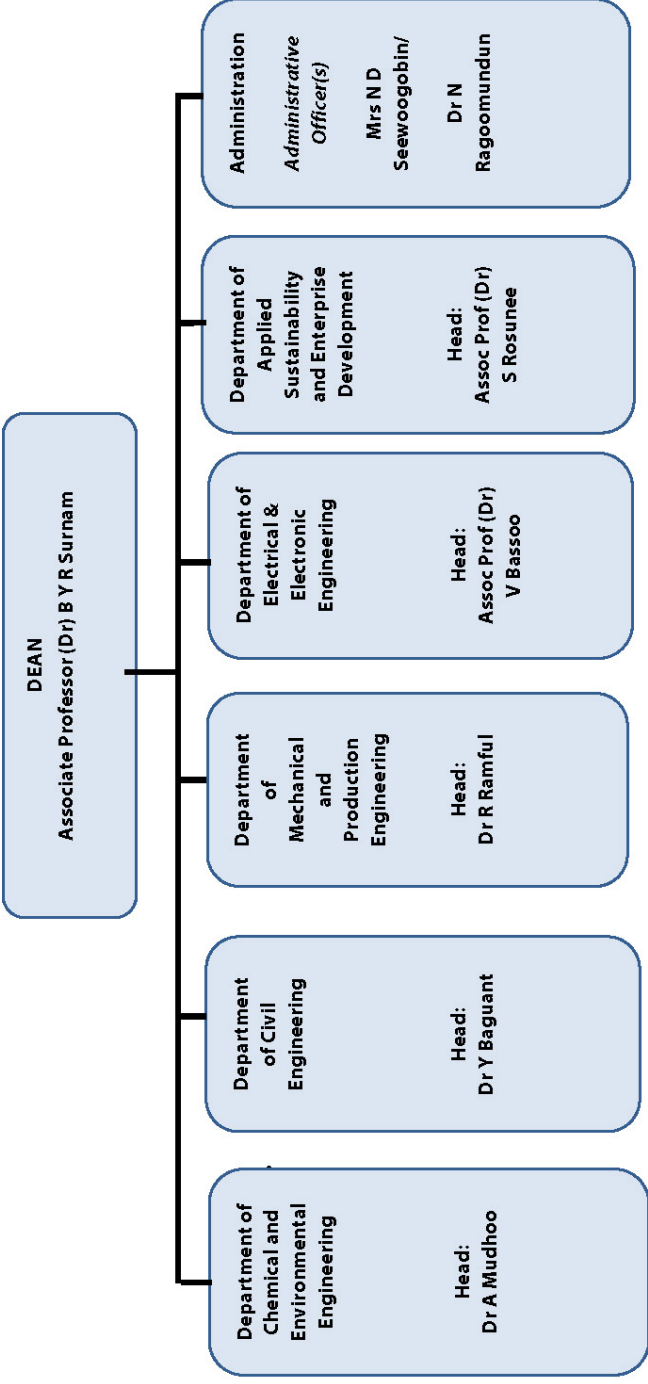 DEAN
Associate Professor (Dr) B Y R Surnam
Department of
Chemical and
Environmental
Engineering
Head:
Dr A Mudhoo
Department
of Civil
Engineering
Head:
Dr Y Baguant
Department
of
Mechanical
and
Production
Engineering
Head:
Dr R Ramful
Department of
Electrical &
Electronic
Engineering
Head:
Assoc Prof (Dr)
V Bassoo
Department of
Applied
Sustainability
and Enterprise
Development
Head:
Assoc Prof (Dr)
S Rosunee
Administration
Administrative
Officer(s)
Mrs N D
Seewoogobin/
Dr N
Ragoomundun